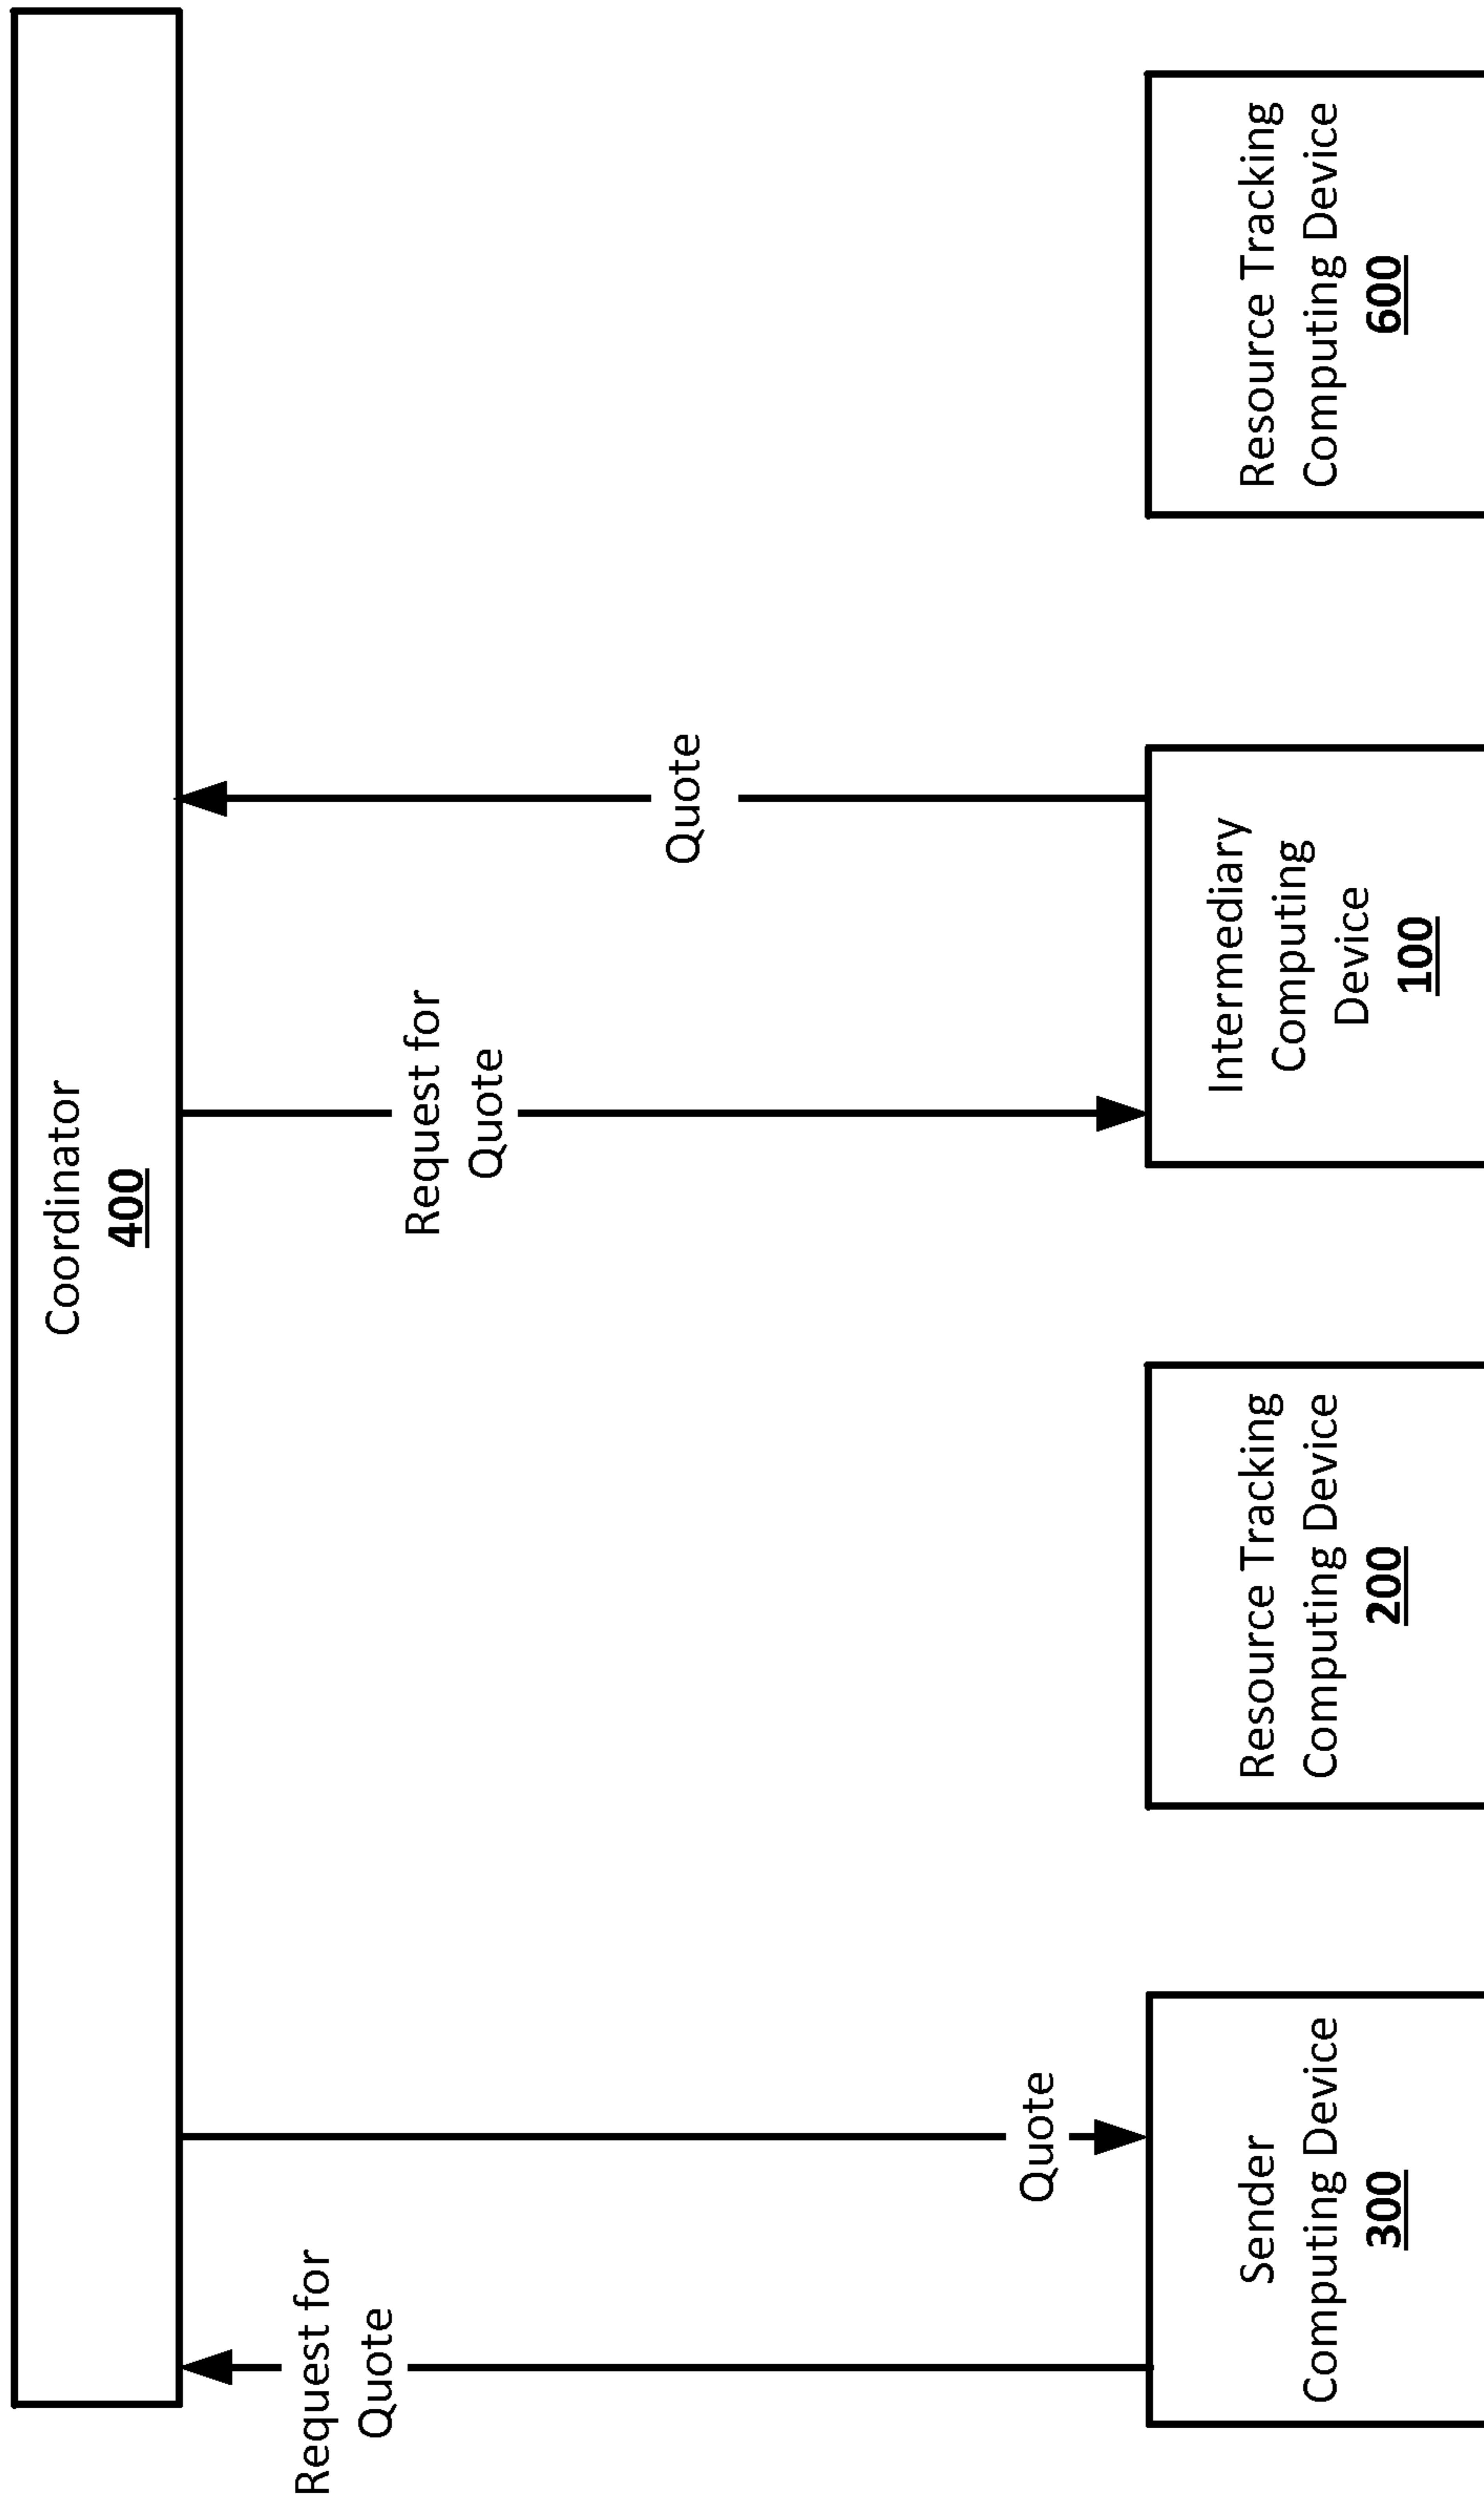 Coordinator
400
Request for
Quote
Quote
Request for
Quote
Quote
Sender
Computing Device
300
Resource Tracking
Computing Device
200
Intermediary
Computing
Device
100
Resource Tracking
Computing Device
600